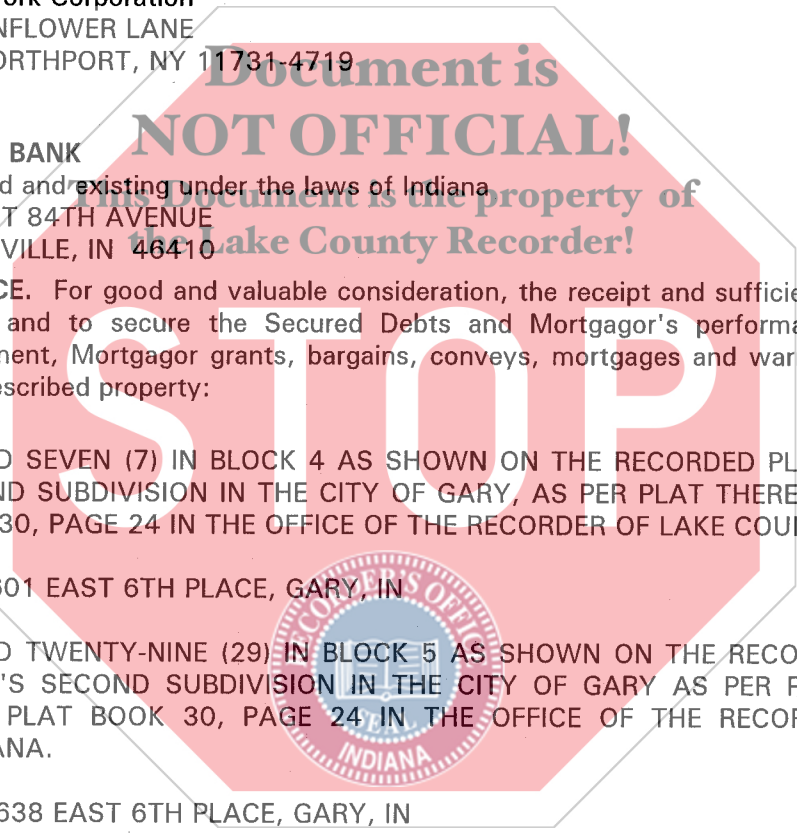 ork Corporation
NFLOWER LANE
ORTHPORT, NY 11731-4719
Document is
NOT OFFICIAL!
BANK
d and existing under the laws of Indiana
This Document is the property of
T 84TH AVENUE
the Lake County Recorder!
VILLE, IN 46410
CE. For good and valuable consideration, the receipt and sufficie
and to secure the Secured Debts and Mortgagor's performa
ment, Mortgagor grants, bargains, conveys, mortgages and war
escribed property:
STOP
D SEVEN (7) IN BLOCK 4 AS SHOWN ON THE RECORDED PL
ND SUBDIVISION IN THE CITY OF GARY, AS PER PLAT THERE
30, PAGE 24 IN THE OFFICE OF THE RECORDER OF LAKE COU
601 EAST 6TH PLACE, GARY, IN
RECORDER'S OFFICE
D TWENTY-NINE (29) IN BLOCK 5 AS SHOWN ON THE RECO
'S SECOND SUBDIVISION IN THE CITY OF GARY AS PER P
PLAT BOOK 30, PAGE 24 IN THE OFFICE OF THE RECOR
SEAL
ANA.
INDIANA
638 EAST 6TH PLACE, GARY, IN